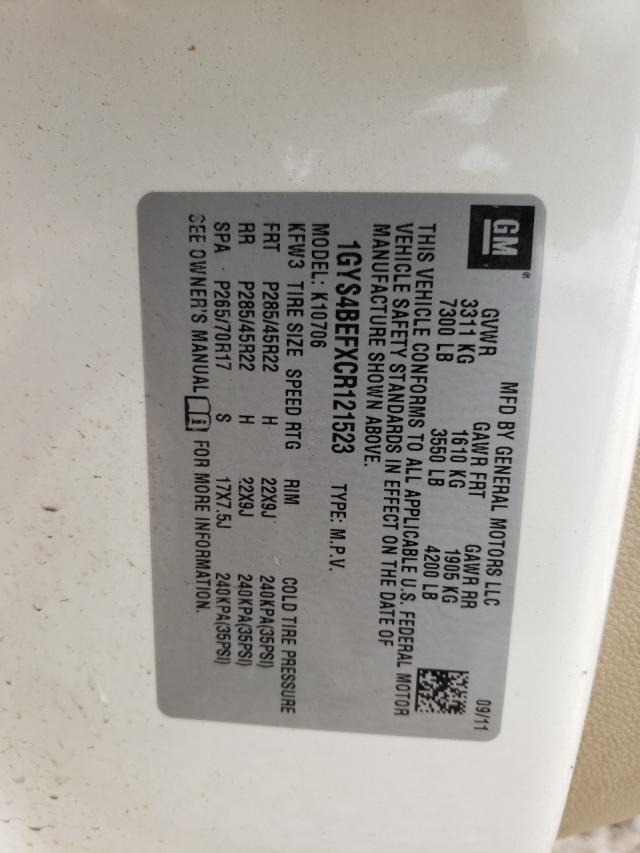 GM®
MFD BY GENERAL MOTORS LLC
09/11
GVWR GAWR FRT GAWR RR
3311 KG 1610 KG 1905 KG
7300 LB 3550 LB 4200 LB
THIS VEHICLE CONFORMS TO ALL APPLICABLE U.S. FEDERAL MOTOR
VEHICLE SAFETY STANDARDS IN EFFECT ON THE DATE OF
MANUFACTURE SHOWN ABOVE.
1GYS4BEFXCR121523 TYPE: M.P.V.
MODEL: K10706
KFW3 TIRE SIZE SPEED RTG RIM COLD TIRE PRESSURE
FRT P285/45R22 H 22X9J 240KPA(35PSI)
RR P285/45R22 H 22X9J 240KPA(35PSI)
SPA P265/70R17 S 17X7.5J 240KPA(35PSI)
SEE OWNER'S MANUAL FOR MORE INFORMATION.